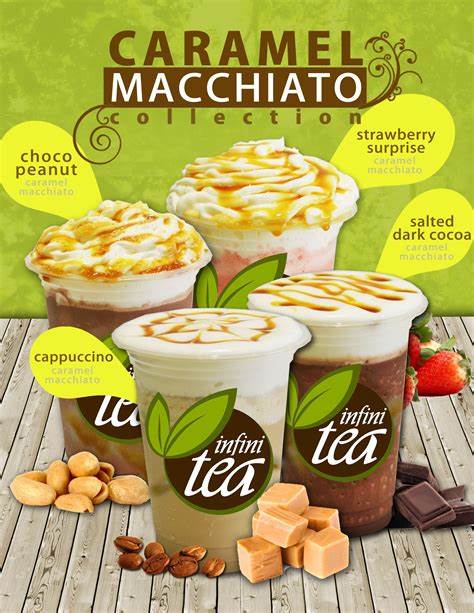 CARAMEL
MACCHIATO
collection
choco
peanut
caramel
macchiato
strawberry
surprise
caramel
macchiato
salted
dark cocoa
caramel
macchiato
cappuccino
caramel
macchiato
infini
tea
infini
tea